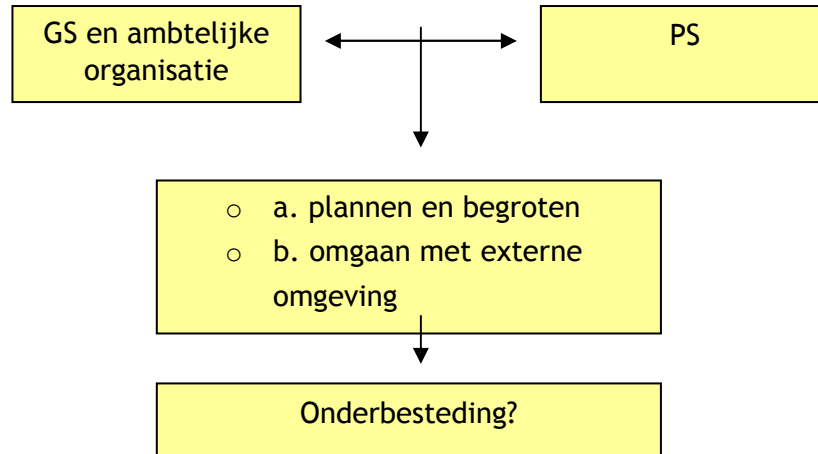 GS en ambtelijke
organisatie
PS
o a. plannen en begroten
o b. omgaan met externe
omgeving
Onderbesteding?